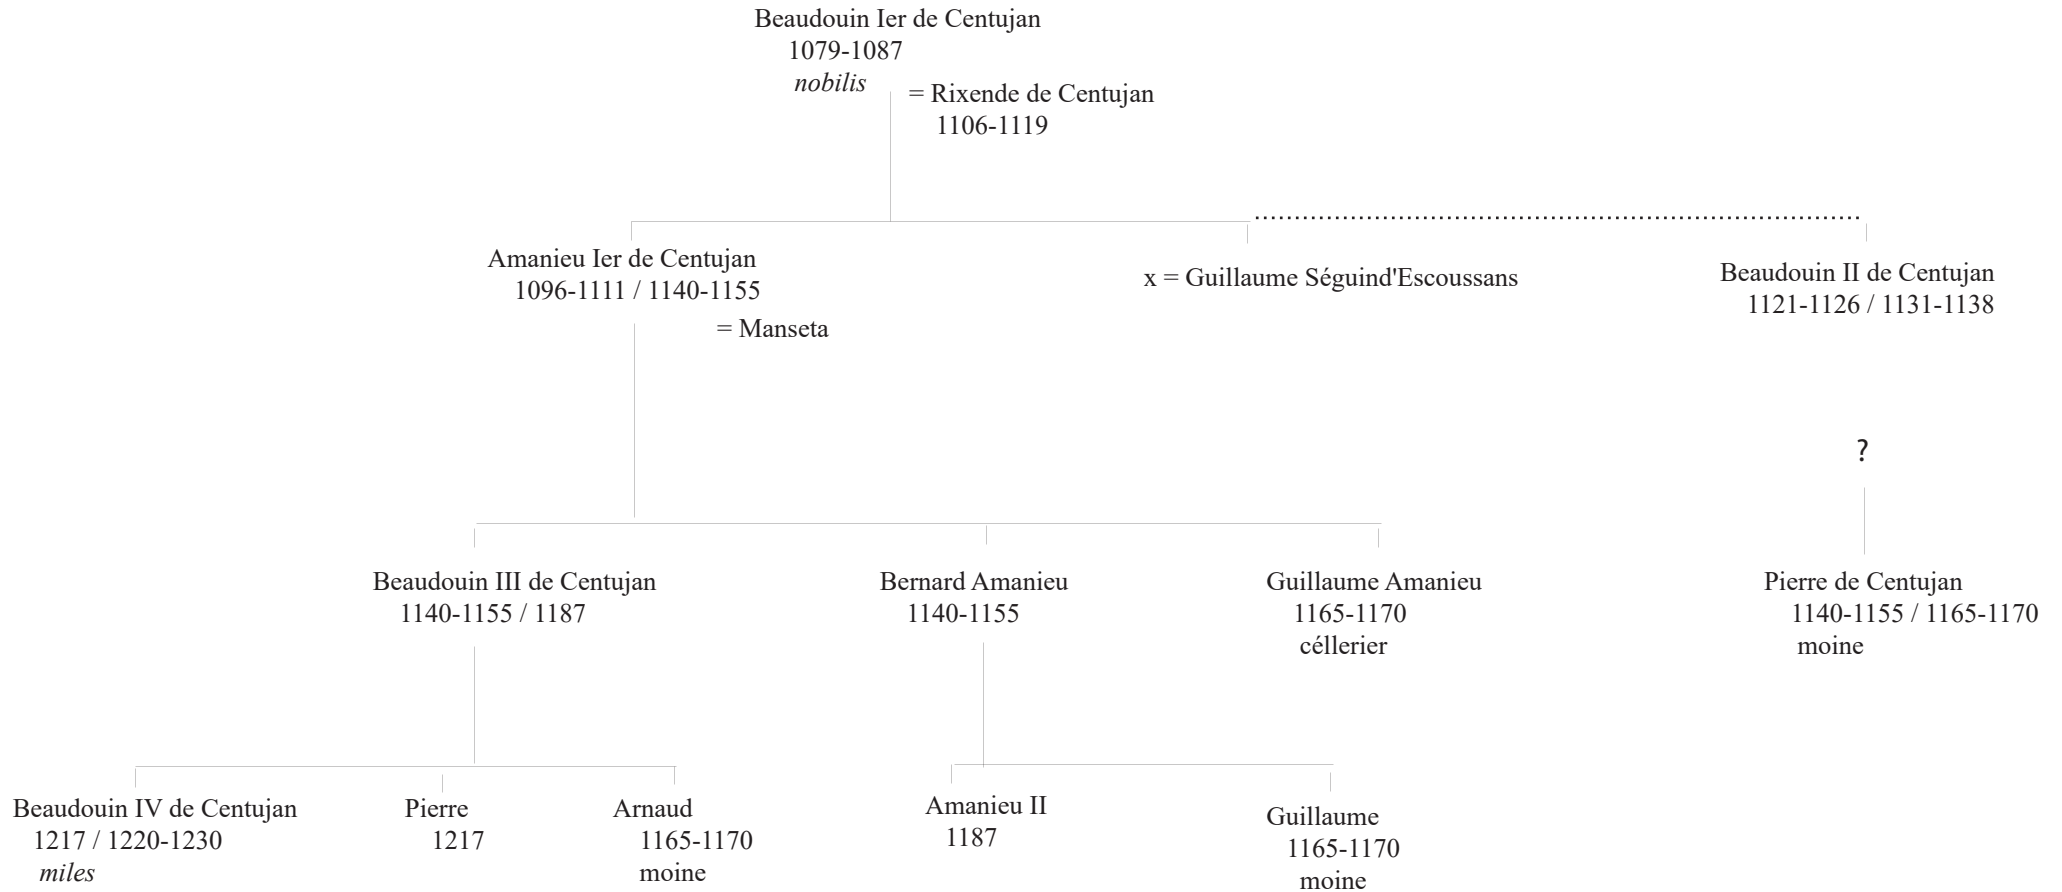 Beaudouin Ier de Centujan
1079-1087
nobilis
= Rixende de Centujan
1106-1119
Amanieu Ier de Centujan
1096-1111 / 1140-1155
= Manseta
x = Guillaume Séguind'Escoussans
Beaudouin II de Centujan
1121-1126 / 1131-1138
?
Beaudouin III de Centujan
1140-1155 / 1187
Bernard Amanieu
1140-1155
Guillaume Amanieu
1165-1170
céllerier
Pierre de Centujan
1140-1155 / 1165-1170
moine
Beaudouin IV de Centujan
1217 / 1220-1230
miles
Pierre
1217
Arnaud
1165-1170
moine
Amanieu II
1187
Guillaume
1165-1170
moine